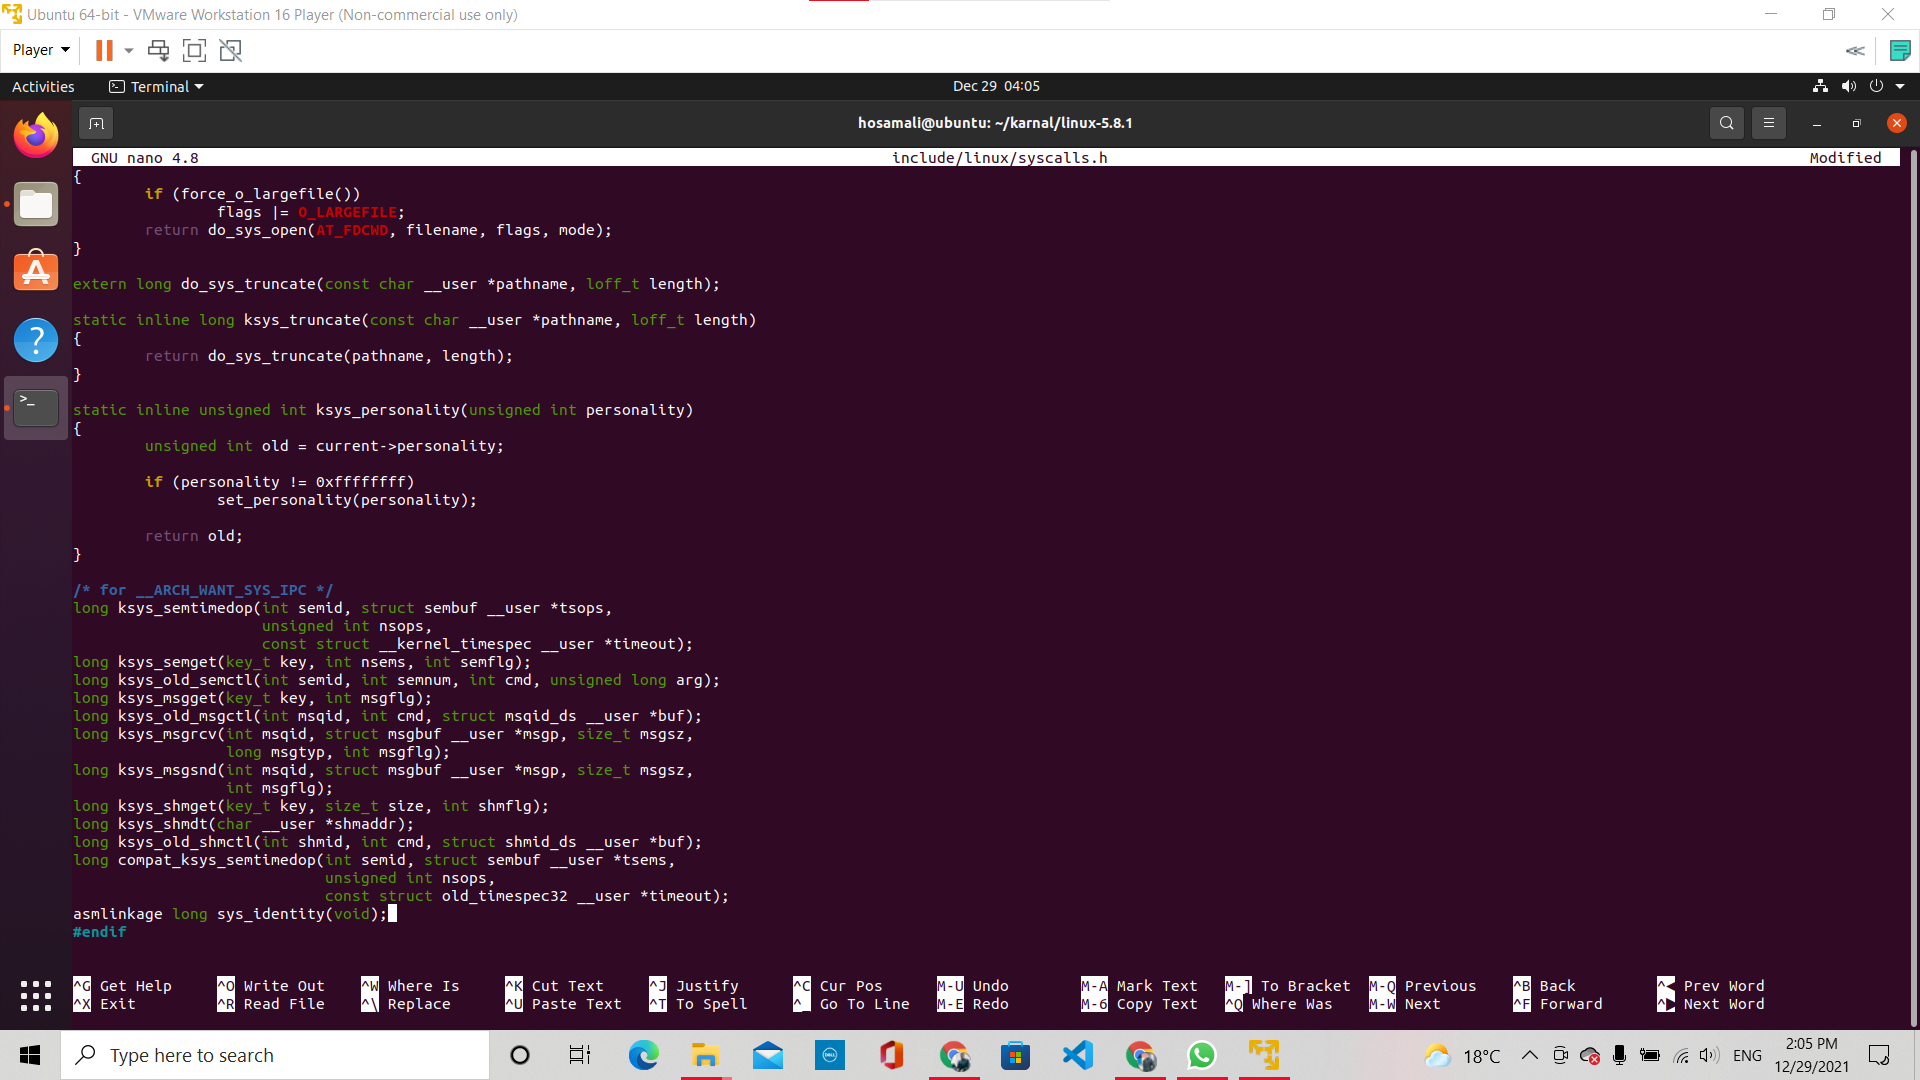 Ubuntu 64-bit - VMware Workstation 16 Player (Non-commercial use only)
Player
Activities Terminal Dec 29 04:05
hosamali@ubuntu: ~/karnal/linux-5.8.1
GNU nano 4.8 include/linux/syscalls.h Modified
{
if (force_o_largefile())
flags |= O_LARGEFILE;
return do_sys_open(AT_FDCWD, filename, flags, mode);
}
extern long do_sys_truncate(const char __user *pathname, loff_t length);
static inline long ksys_truncate(const char __user *pathname, loff_t length)
{
return do_sys_truncate(pathname, length);
}
static inline unsigned int ksys_personality(unsigned int personality)
{
unsigned int old = current->personality;
if (personality != 0xffffffff)
set_personality(personality);
return old;
}
/* for __ARCH_WANT_SYS_IPC */
long ksys_semtimedop(int semid, struct sembuf __user *tsops,
unsigned int nsops,
const struct __kernel_timespec __user *timeout);
long ksys_semget(key_t key, int nsems, int semflg);
long ksys_old_semctl(int semid, int semnum, int cmd, unsigned long arg);
long ksys_msgget(key_t key, int msgflg);
long ksys_old_msgctl(int msqid, int cmd, struct msqid_ds __user *buf);
long ksys_msgrcv(int msqid, struct msgbuf __user *msgp, size_t msgsz,
long msgtyp, int msgflg);
long ksys_msgsnd(int msqid, struct msgbuf __user *msgp, size_t msgsz,
int msgflg);
long ksys_shmget(key_t key, size_t size, int shmflg);
long ksys_shmdt(char __user *shmaddr);
long ksys_old_shmctl(int shmid, int cmd, struct shmid_ds __user *buf);
long compat_ksys_semtimedop(int semid, struct sembuf __user *tsems,
unsigned int nsops,
const struct old_timespec32 __user *timeout);
asmlinkage long sys_identity(void);
#endif
^G Get Help ^O Write Out ^W Where Is ^K Cut Text ^J Justify ^C Cur Pos M-U Undo M-A Mark Text M-] To Bracket M-Q Previous ^B Back ^◀ Prev Word
^X Exit ^R Read File ^\ Replace ^U Paste Text ^T To Spell ^_ Go To Line M-E Redo M-6 Copy Text ^Q Where Was M-W Next ^F Forward ^▶ Next Word
Type here to search 18°C ENG 2:05 PM
12/29/2021